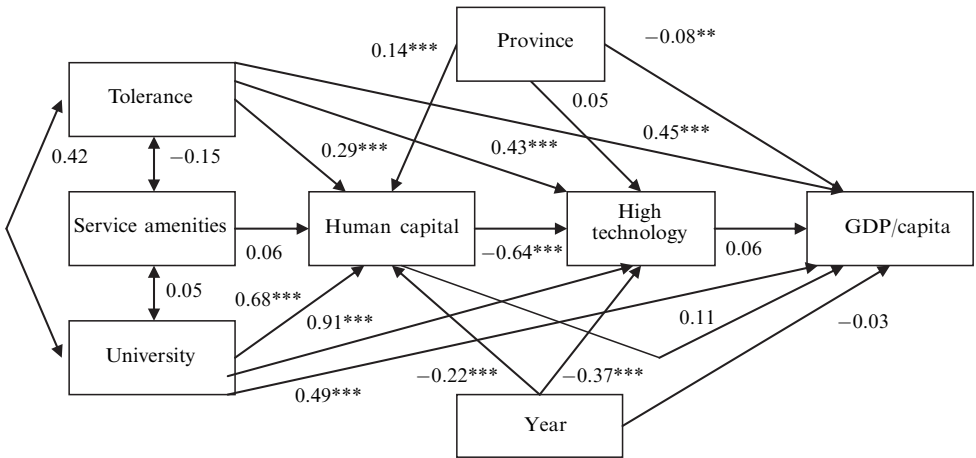 Province
−0.08**
0.14***
Tolerance
0.05
0.42
−0.15
0.29***
0.43***
0.45***
Service amenities
Human capital
High
technology
GDP/capita
0.06
−0.64***
0.06
0.05
0.68***
0.91***
0.11
−0.03
University
−0.22***
−0.37***
0.49***
Year